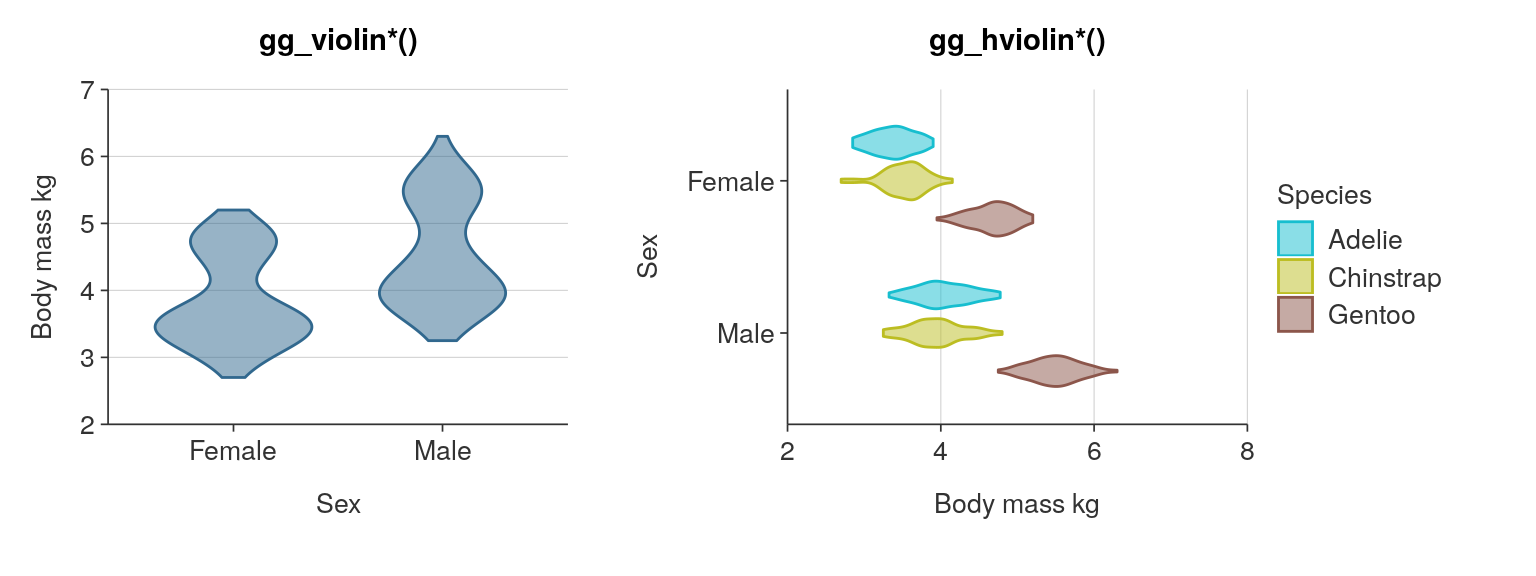 gg_violin*()
Body mass kg
7
6
5
4
3
2
Female Male
Sex
gg_hviolin*()
Sex
Female
Male
2 4 6 8
Body mass kg
Species
Adelie
Chinstrap
Gentoo